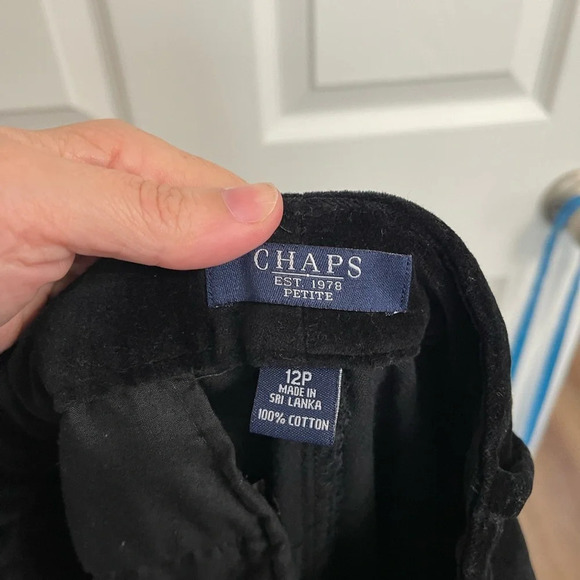 CHAPS
EST. 1978
PETITE
12P
MADE IN
SRI LANKA
100% COTTON